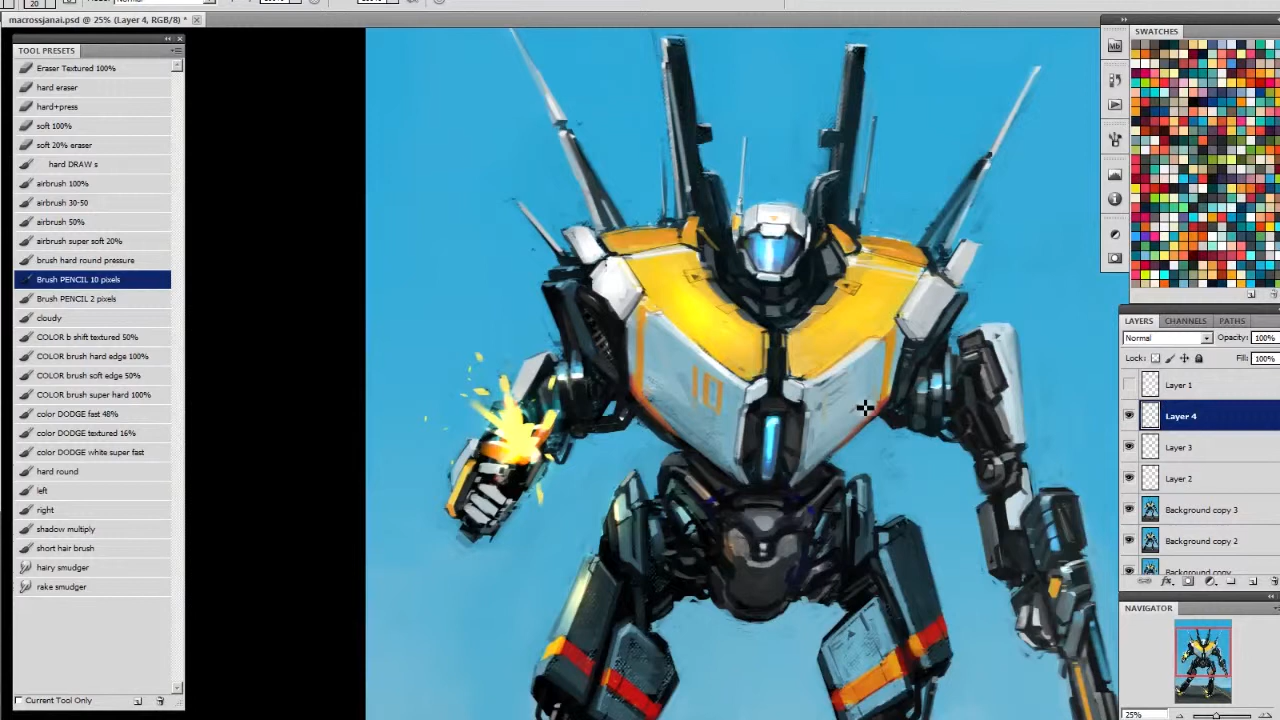 20
Normal
macrossjanai.psd @ 25% (Layer 4, RGB/8) *
TOOL PRESETS
Eraser Textured 100%
hard eraser
hard+press
soft 100%
soft 20% eraser
hard DRAW s
airbrush 100%
airbrush 30-50
airbrush 50%
airbrush super soft 20%
brush hard round pressure
Brush PENCIL 10 pixels
Brush PENCIL 2 pixels
cloudy
COLOR b shift textured 50%
COLOR brush hard edge 100%
COLOR brush soft edge 50%
COLOR brush super hard 100%
color DODGE fast 48%
color DODGE textured 16%
color DODGE white super fast
hard round
left
right
shadow multiply
short hair brush
hairy smudger
rake smudger
Current Tool Only
10
SWATCHES
Mb
LAYERS CHANNELS PATHS
Normal Opacity: 100%
Lock: Fill: 100%
Layer 1
Layer 4
Layer 3
Layer 2
Background copy 3
Background copy 2
Background copy
NAVIGATOR
25%